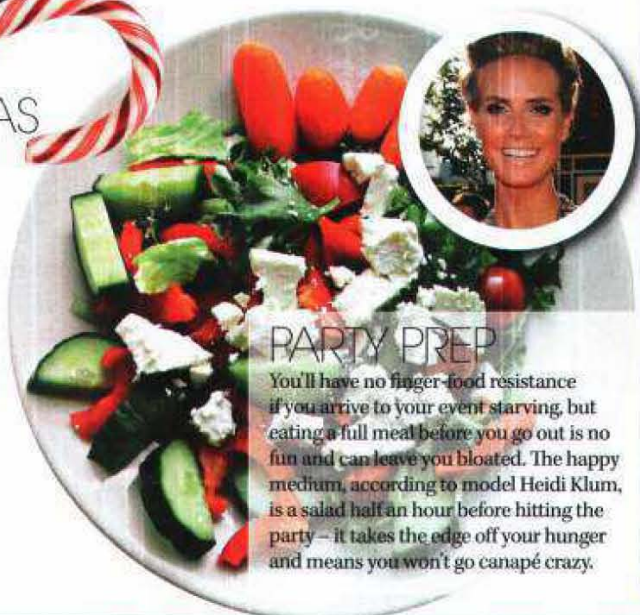 AS
PARTY PREP
You'll have no finger-food resistance
if you arrive to your event starving, but
eating a full meal before you go out is no
fun and can leave you bloated. The happy
medium, according to model Heidi Klum,
is a salad half an hour before hitting the
party – it takes the edge off your hunger
and means you won't go canapé crazy.